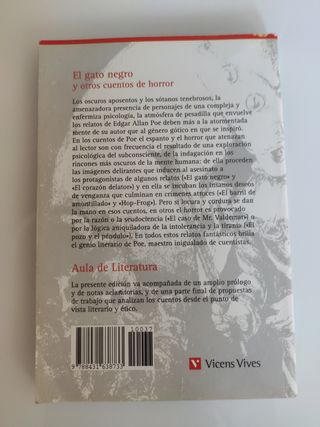 El gato negro
y otros cuentos de horror
Los oscuros aposentos y los sótanos tenebrosos, la
amenazadora presencia de personajes de una compleja y
enfermiza psicología, la atmósfera de pesadilla que envuelve
los relatos de Edgar Allan Poe deben más a la atormentada
mente de su autor que al género gótico en que se inspiró.
En los cuentos de Poe el espanto y el horror que atenazan
al lector son con frecuencia el resultado de una exploración
psicológica del subconsciente, de la indagación en los
rincones más oscuros de la mente humana: de ella proceden
las imágenes delirantes que inducen al asesinato a
los protagonistas de algunos relatos («El gato negro» y
«El corazón delator») y en ella se incuban los insanos deseos
de venganza que culminan en crímenes atroces («El barril de
amontillado» y «Hop-Frog»). Pero si locura y cordura se dan
la mano en esos cuentos, en otros el horror es provocado
por la razón o la seudociencia («El caso de Mr. Valdemar») o
por la lógica aniquiladora de la intolerancia y la tiranía («El
pozo y el péndulo»). En todos estos relatos fantásticos brilla
el genio literario de Poe, maestro inigualado de cuentistas.
Aula de Literatura
La presente edición va acompañada de un amplio prólogo
y de notas aclaratorias, y de una parte final de propuestas
de trabajo que analizan los cuentos desde el punto de
vista literario y ético.
10017
9 788431 638733
Vicens Vives